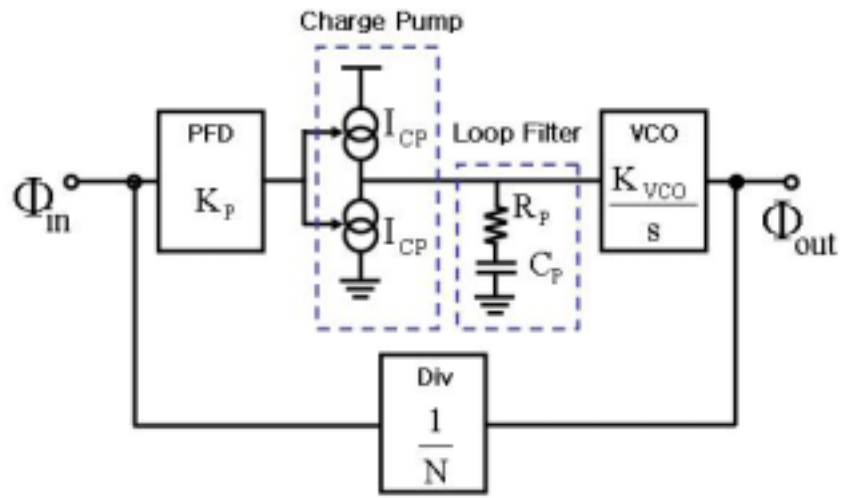 Charge Pump
PFD
K_P
I_CP
I_CP
Loop Filter
R_P
C_P
VCO
K_VCO
s
Φ_in
Φ_out
Div
1
N